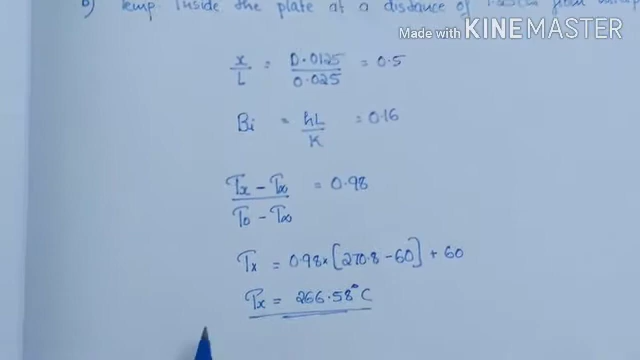 b) Temp. Inside the plate at a distance of from
Made with KINEMASTER
x/L = 0.0125/0.025 = 0.5
Bi = hL/K = 0.16
Tx - T∞ / T0 - T∞ = 0.98
Tx = 0.98 × [270.8 - 60] + 60
Tx = 266.58°C